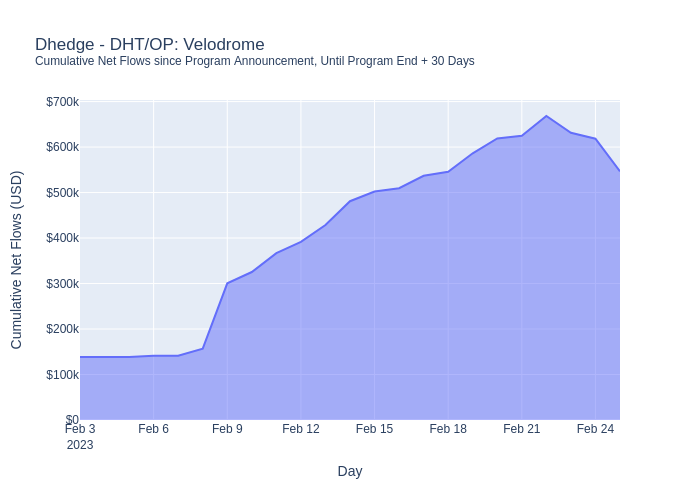 Dhedge - DHT/OP: Velodrome
Cumulative Net Flows since Program Announcement, Until Program End + 30 Days
Cumulative Net Flows (USD)
$700k
$600k
$500k
$400k
$300k
$200k
$100k
$0
Feb 3 Feb 6 Feb 9 Feb 12 Feb 15 Feb 18 Feb 21 Feb 24
2023
Day